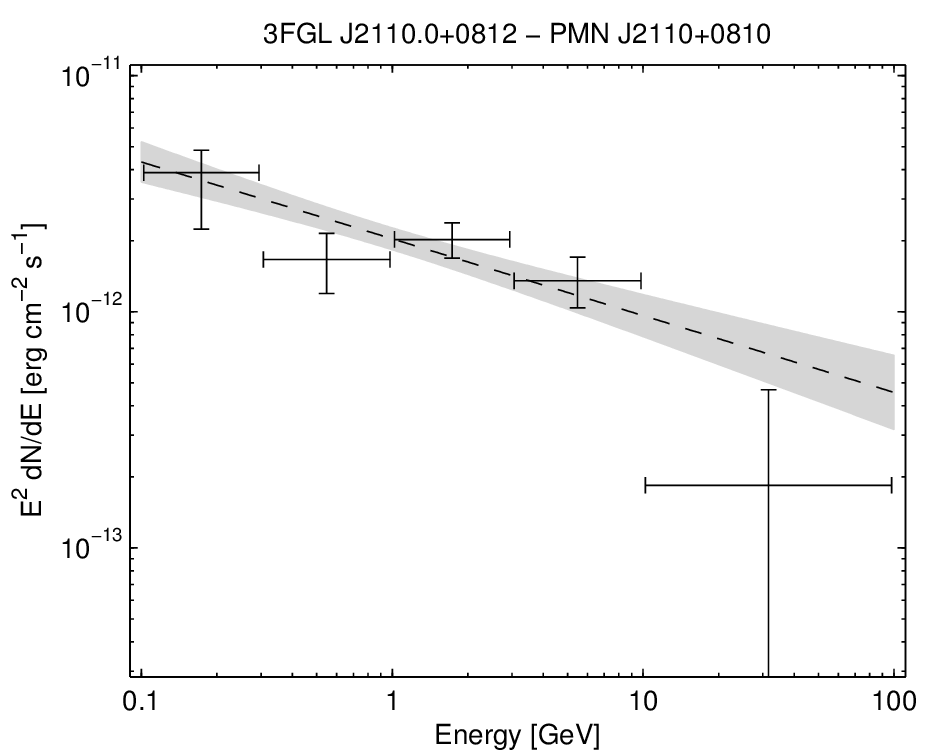 3FGL J2110.0+0812 − PMN J2110+0810
10⁻¹¹
10⁻¹²
10⁻¹³
E² dN/dE [erg cm⁻² s⁻¹]
0.1 1 10 100
Energy [GeV]